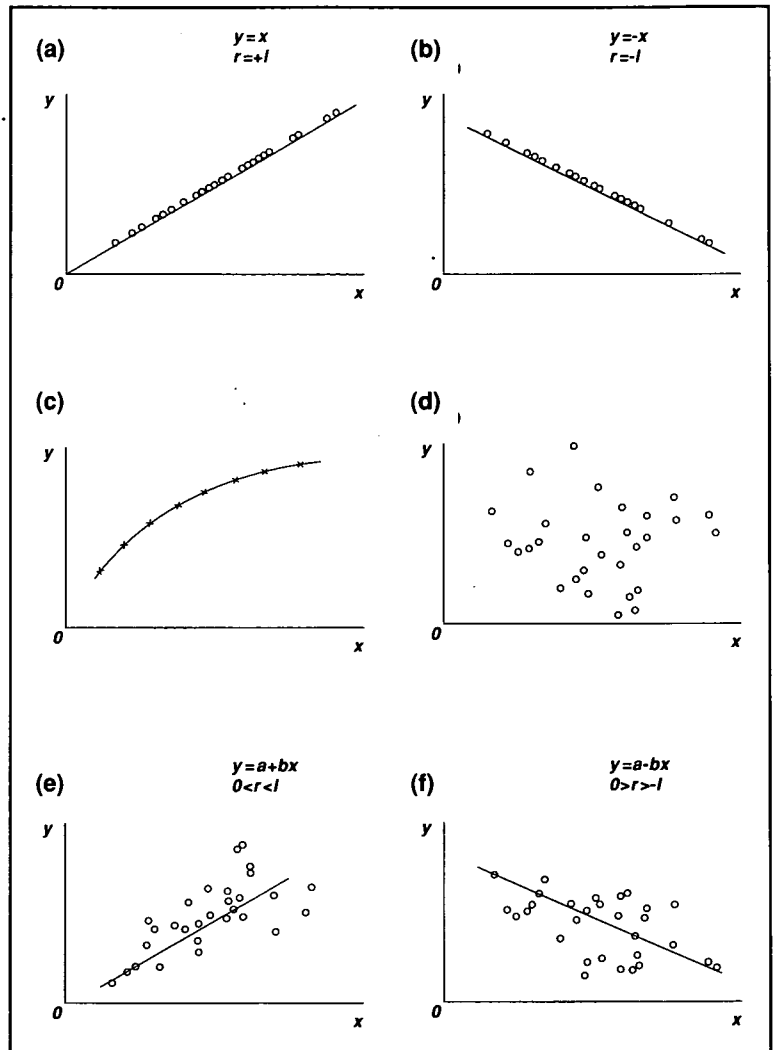 (a)
y=x
r=+l
y
0
x
(b)
y=-x
r=-l
y
0
x
(c)
y
0
x
(d)
y
0
x
(e)
y=a+bx
0<r<l
y
0
x
(f)
y=a-bx
0>r>-l
y
0
x